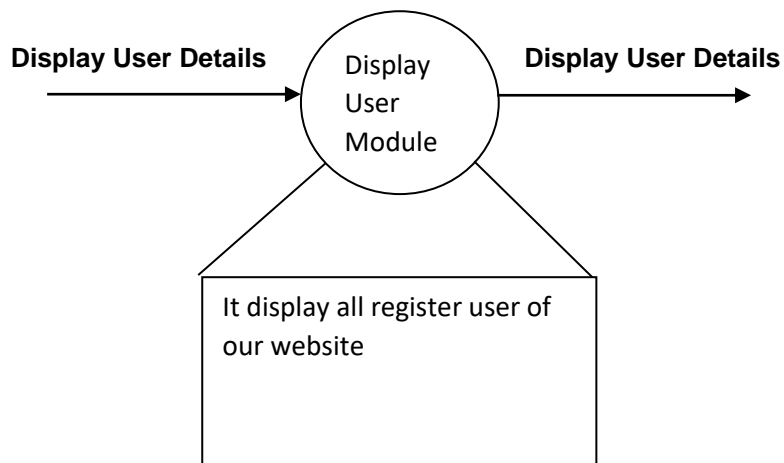 Display User Details
Display
User
Module
Display User Details
It display all register user of
our website